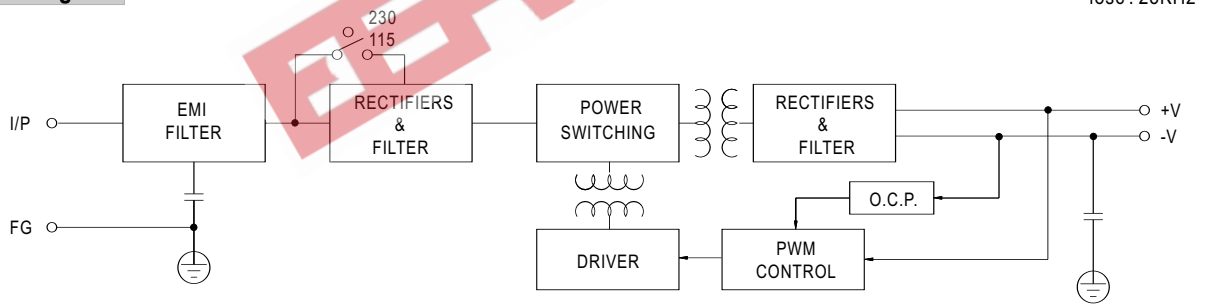 230
115
I/P
EMI
FILTER
RECTIFIERS
&
FILTER
POWER
SWITCHING
RECTIFIERS
&
FILTER
+V
-V
O.C.P.
FG
DRIVER
PWM
CONTROL